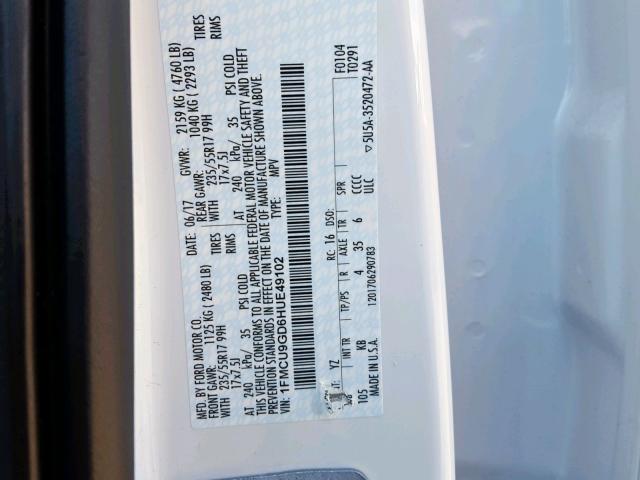 MFD. BY FORD MOTOR CO. DATE: 06/17 GVWR: 2159 KG ( 4760 LB)
FRONT GAWR: 1125 KG ( 2480 LB) REAR GAWR: 1040 KG ( 2293 LB)
235/55R17 99H TIRES WITH 235/55R17 99H TIRES
17x7.5J RIMS 17x7.5J RIMS
AT 240 kPa/ 35 PSI COLD AT 240 kPa/ 35 PSI COLD
THIS VEHICLE CONFORMS TO ALL APPLICABLE FEDERAL MOTOR VEHICLE SAFETY AND THEFT
PREVENTION STANDARDS IN EFFECT ON THE DATE OF MANUFACTURE SHOWN ABOVE.
VIN: 1FMCU9GD6HUE49102 TYPE: MPV
F0104
T0291
YZ RC: 16 DSO:
INT TR TP/PS R AXLE TR SPR
105 KB 4 35 6 CCCC
MADE IN U.S.A. 1201706290783 ULC
5U5A-3520472-AA